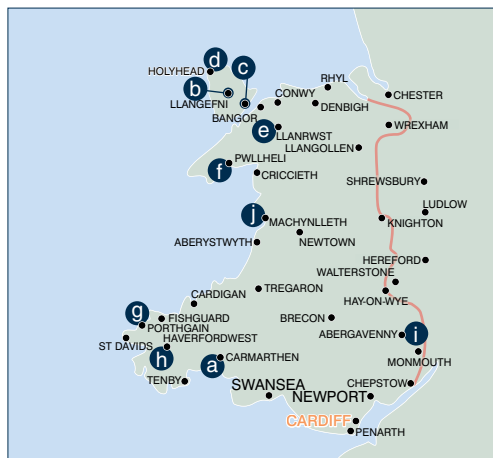 d
HOLYHEAD
c
b
RHYL
CHESTER
LLANGEFNI
CONWY
DENBIGH
BANGOR
WREXHAM
e
LLANRWST
LLANGOLLEN
PWLLHELI
f
CRICCIETH
SHREWSBURY
LUDLOW
j
MACHYNLLETH
KNIGHTON
NEWTOWN
ABERYSTWYTH
HEREFORD
WALTERSTONE
TREGARON
HAY-ON-WYE
CARDIGAN
g
FISHGUARD
BRECON
PORTHGAIN
ABERGAVENNY
i
ST DAVIDS
HAVERFORDWEST
h
CARMARTHEN
a
MONMOUTH
TENBY
SWANSEA
CHEPSTOW
NEWPORT
CARDIFF
PENARTH